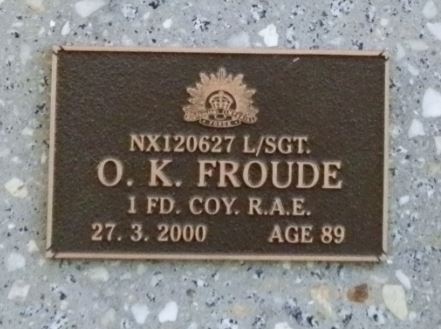 NX120627 L/SGT.
O. K. FROUDE
1 FD. COY. R.A.E.
27. 3. 2000 AGE 89